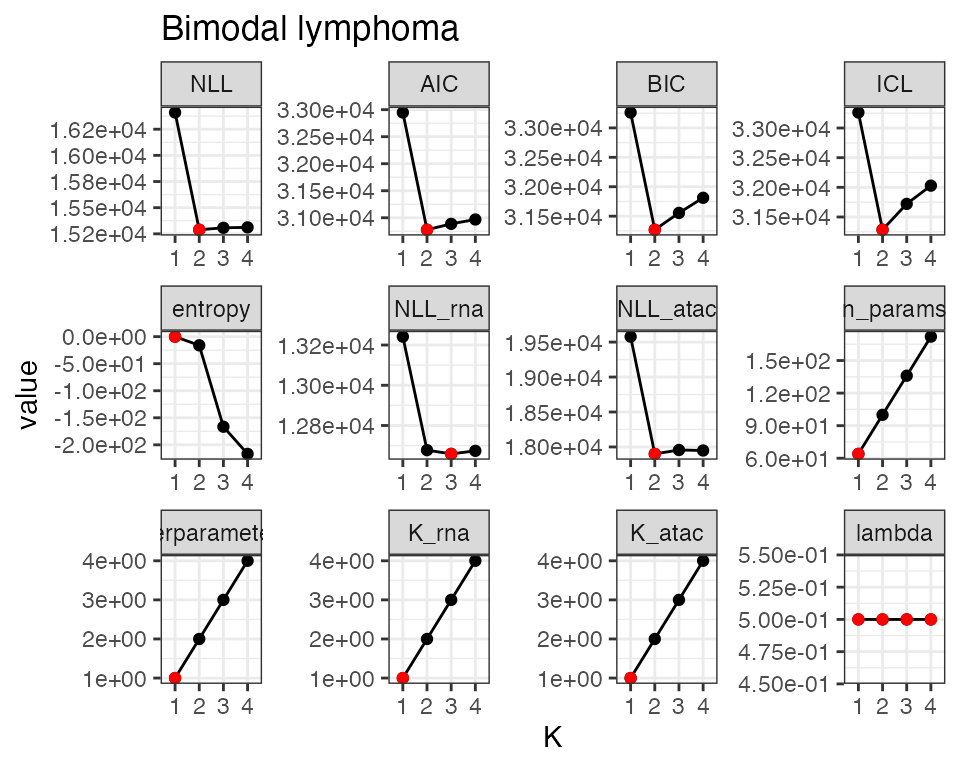 Bimodal lymphoma
NLL
AIC
BIC
ICL
1.62e+04
1.60e+04
1.58e+04
1.55e+04
1.52e+04
3.30e+04
3.25e+04
3.20e+04
3.15e+04
3.10e+04
3.30e+04
3.25e+04
3.20e+04
3.15e+04
3.30e+04
3.25e+04
3.20e+04
3.15e+04
1 2 3 4
1 2 3 4
1 2 3 4
1 2 3 4
entropy
NLL_rna
NLL_atac
n_params
0.0e+00
-5.0e+01
-1.0e+02
-1.5e+02
-2.0e+02
1.32e+04
1.30e+04
1.28e+04
1.95e+04
1.90e+04
1.85e+04
1.80e+04
1.5e+02
1.2e+02
9.0e+01
6.0e+01
1 2 3 4
1 2 3 4
1 2 3 4
1 2 3 4
value
erparamete
K_rna
K_atac
lambda
4e+00
3e+00
2e+00
1e+00
4e+00
3e+00
2e+00
1e+00
4e+00
3e+00
2e+00
1e+00
5.50e-01
5.25e-01
5.00e-01
4.75e-01
4.50e-01
1 2 3 4
1 2 3 4
1 2 3 4
1 2 3 4
K